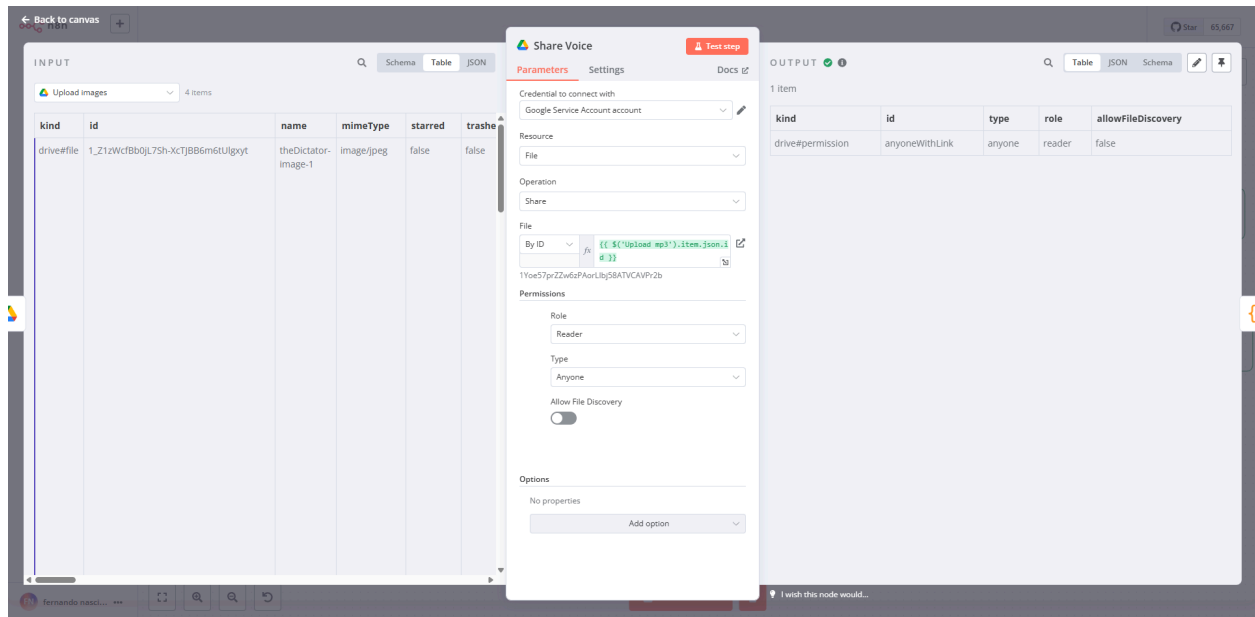 ← Back to canvas
n8n
+
Star 65,667
INPUT
Schema Table JSON
Upload images 4 items
kind id name mimeType starred trashe
drive#file 1_Z1zWcfBb0jL7Sh-XcTJBB6m6tUlgxyt theDictator- image/jpeg false false
image-1
Share Voice
Test step
Parameters Settings Docs
Credential to connect with
Google Service Account account
Resource
File
Operation
Share
File
By ID fx {{ $('Upload mp3').item.json.i
d }}
1Yoe57prZZw6zPAorLlbj58ATVCAVPr2b
Permissions
Role
Reader
Type
Anyone
Allow File Discovery
Options
No properties
Add option
OUTPUT
Table JSON Schema
1 item
kind id type role allowFileDiscovery
drive#permission anyoneWithLink anyone reader false
{
fernando nasci... •••
I wish this node would...